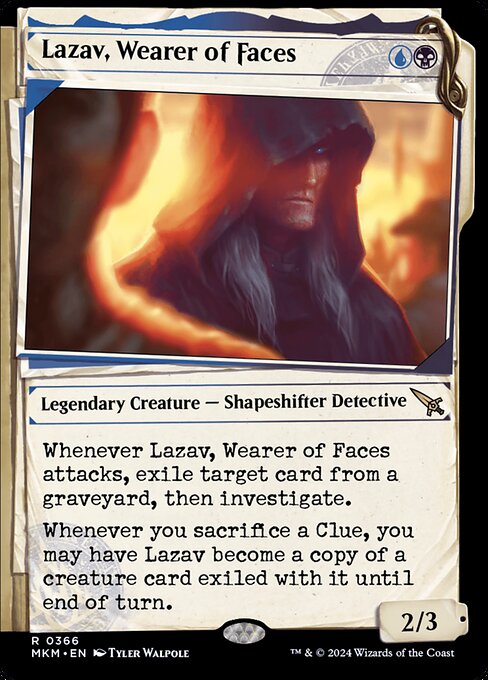 Lazav, Wearer of Faces
Legendary Creature — Shapeshifter Detective
Whenever Lazav, Wearer of Faces
attacks, exile target card from a
graveyard, then investigate.
Whenever you sacrifice a Clue, you
may have Lazav become a copy of a
creature card exiled with it until
end of turn.
2/3
R 0366
MKM • EN Tyler Walpole
™ & © 2024 Wizards of the Coast